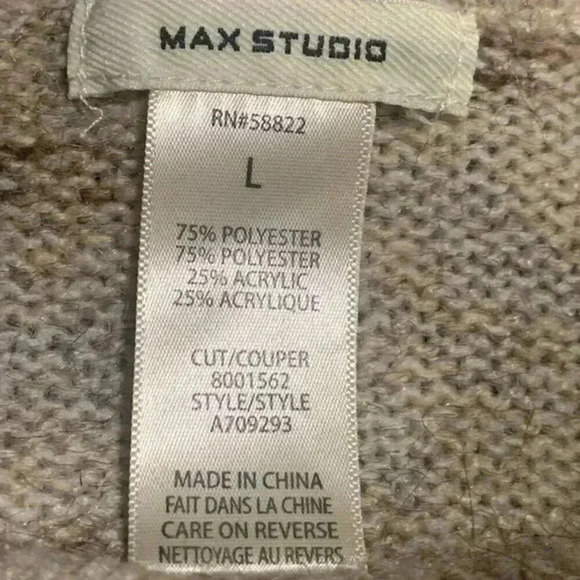 MAX STUDIO
RN#58822
L
75% POLYESTER
75% POLYESTER
25% ACRYLIC
25% ACRYLIQUE
CUT/COUPER
8001562
STYLE/STYLE
A709293
MADE IN CHINA
FAIT DANS LA CHINE
CARE ON REVERSE
NETTOYAGE AU REVERS